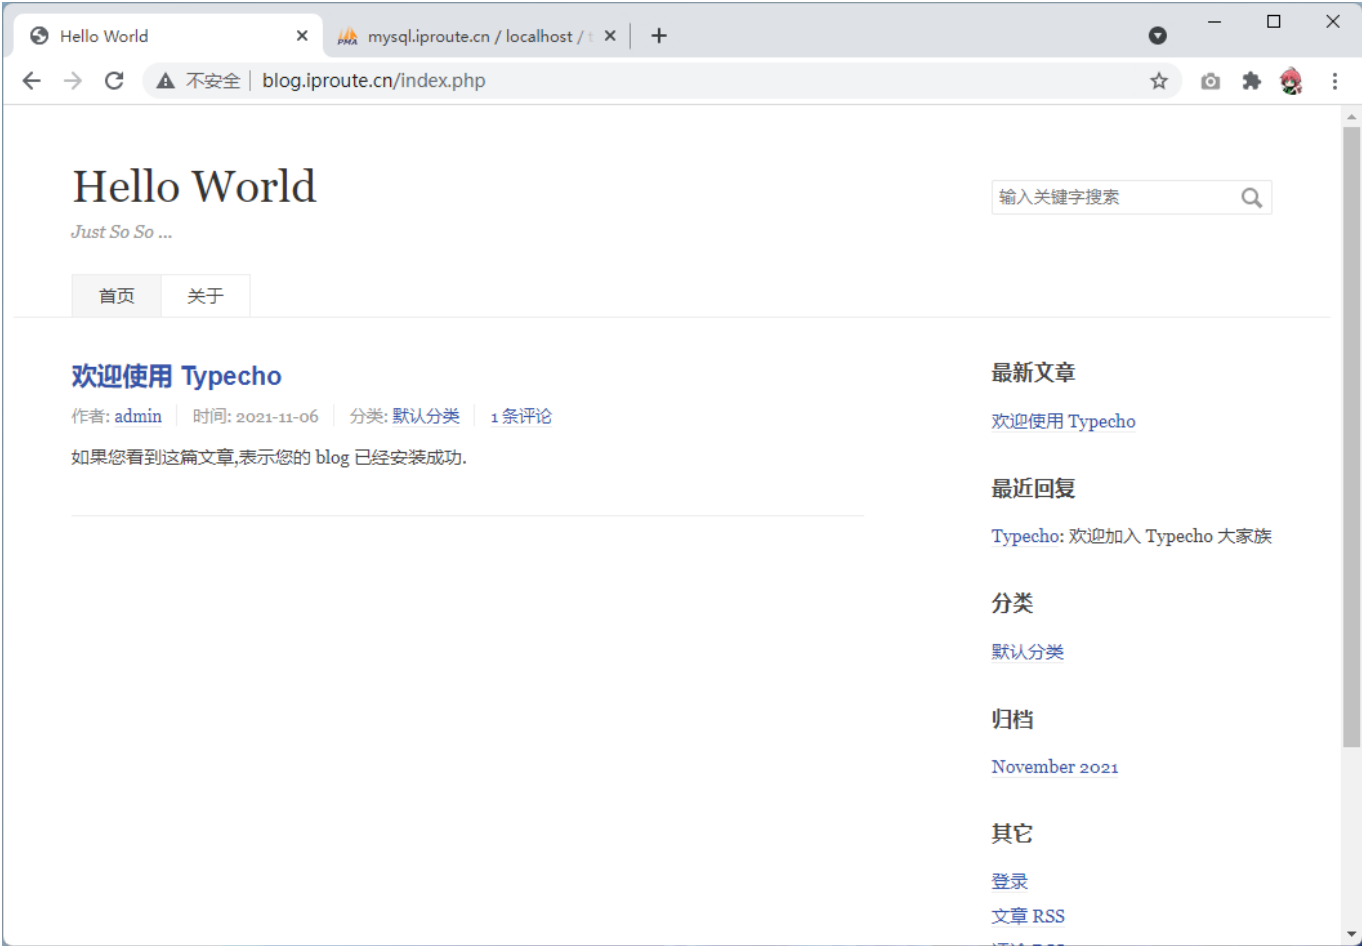 Hello World
mysql.iproute.cn / localhost / t
不安全
blog.iproute.cn/index.php
Hello World
Just So So ...
输入关键字搜索
首页
关于
欢迎使用 Typecho
作者: admin 时间: 2021-11-06 分类: 默认分类 1 条评论
如果您看到这篇文章,表示您的 blog 已经安装成功.
最新文章
欢迎使用 Typecho
最近回复
Typecho: 欢迎加入 Typecho 大家族
分类
默认分类
归档
November 2021
其它
登录
文章 RSS